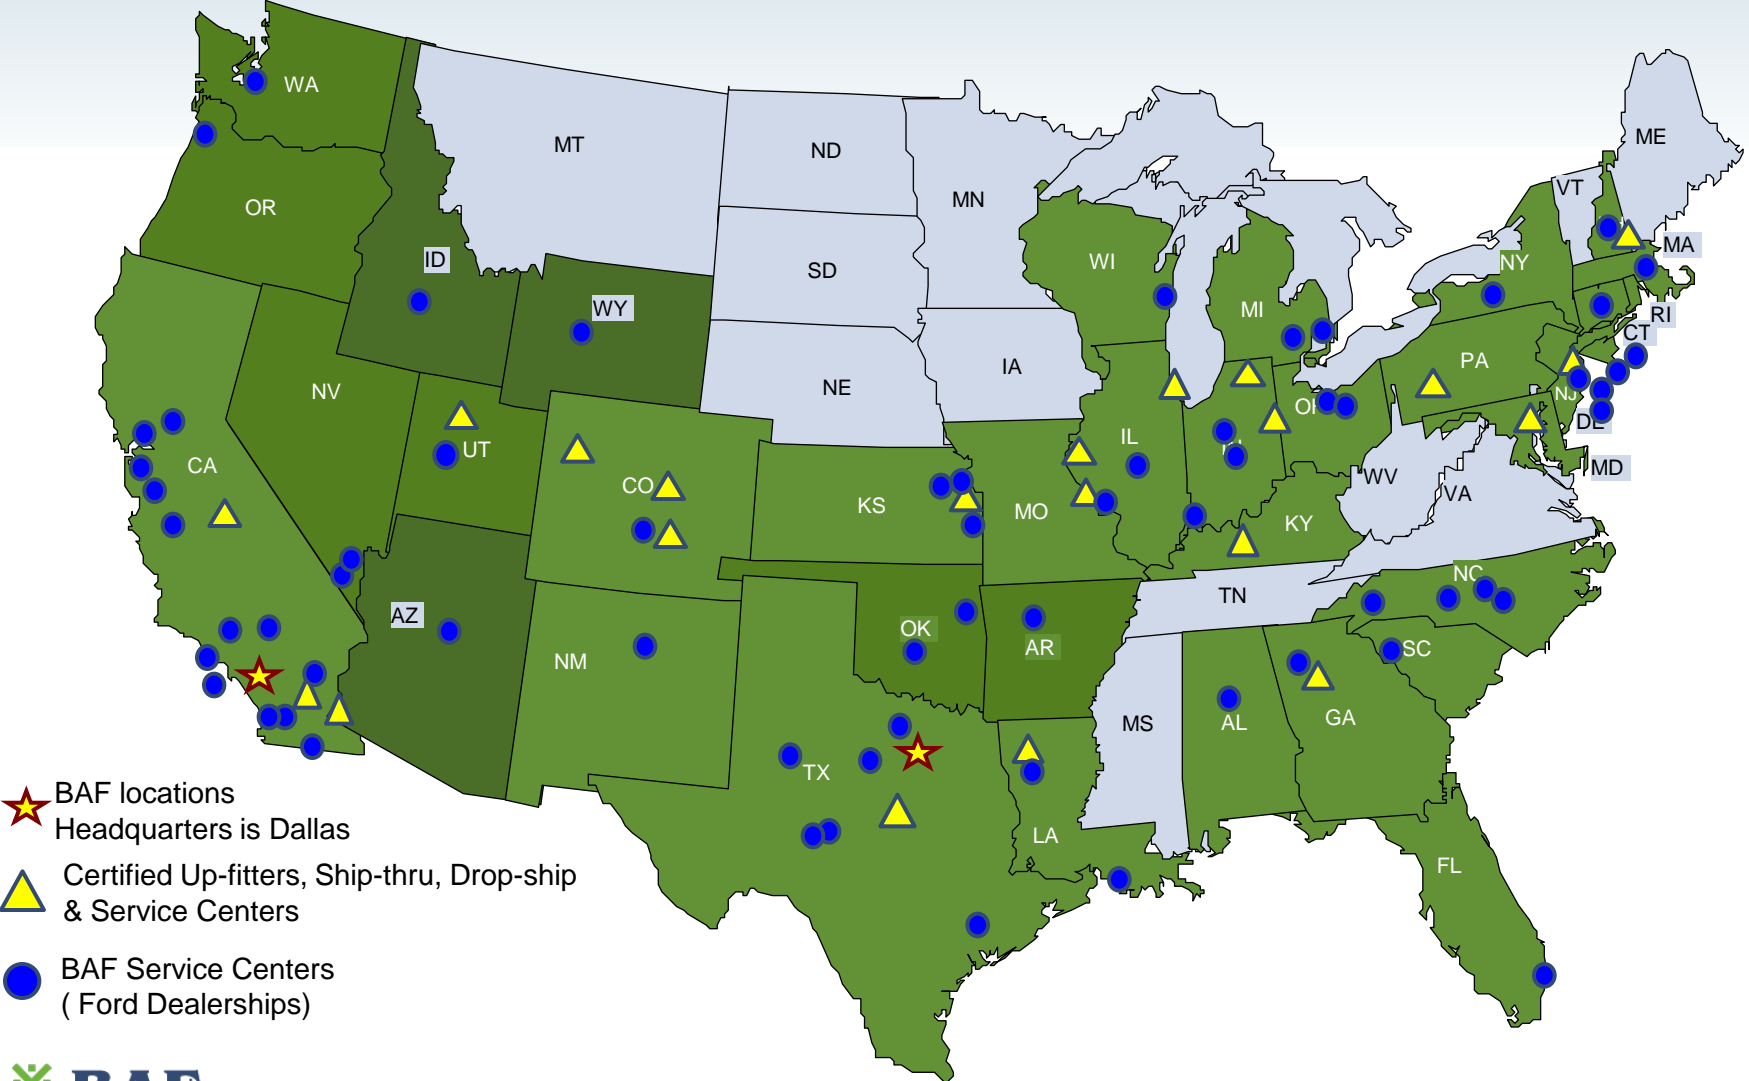 WA
MT
ND
ME
MN
VT
OR
MA
ID
SD
WI
NY
WY
MI
RI
CT
IA
PA
NE
NV
NJ
DE
IL
UT
CA
MD
CO
WV
VA
KS
MO
KY
NC
TN
AZ
OK
AR
SC
NM
GA
MS
AL
TX
BAF locations
Headquarters is Dallas
LA
FL
Certified Up-fitters, Ship-thru, Drop-ship
& Service Centers
BAF Service Centers
( Ford Dealerships)
BAF